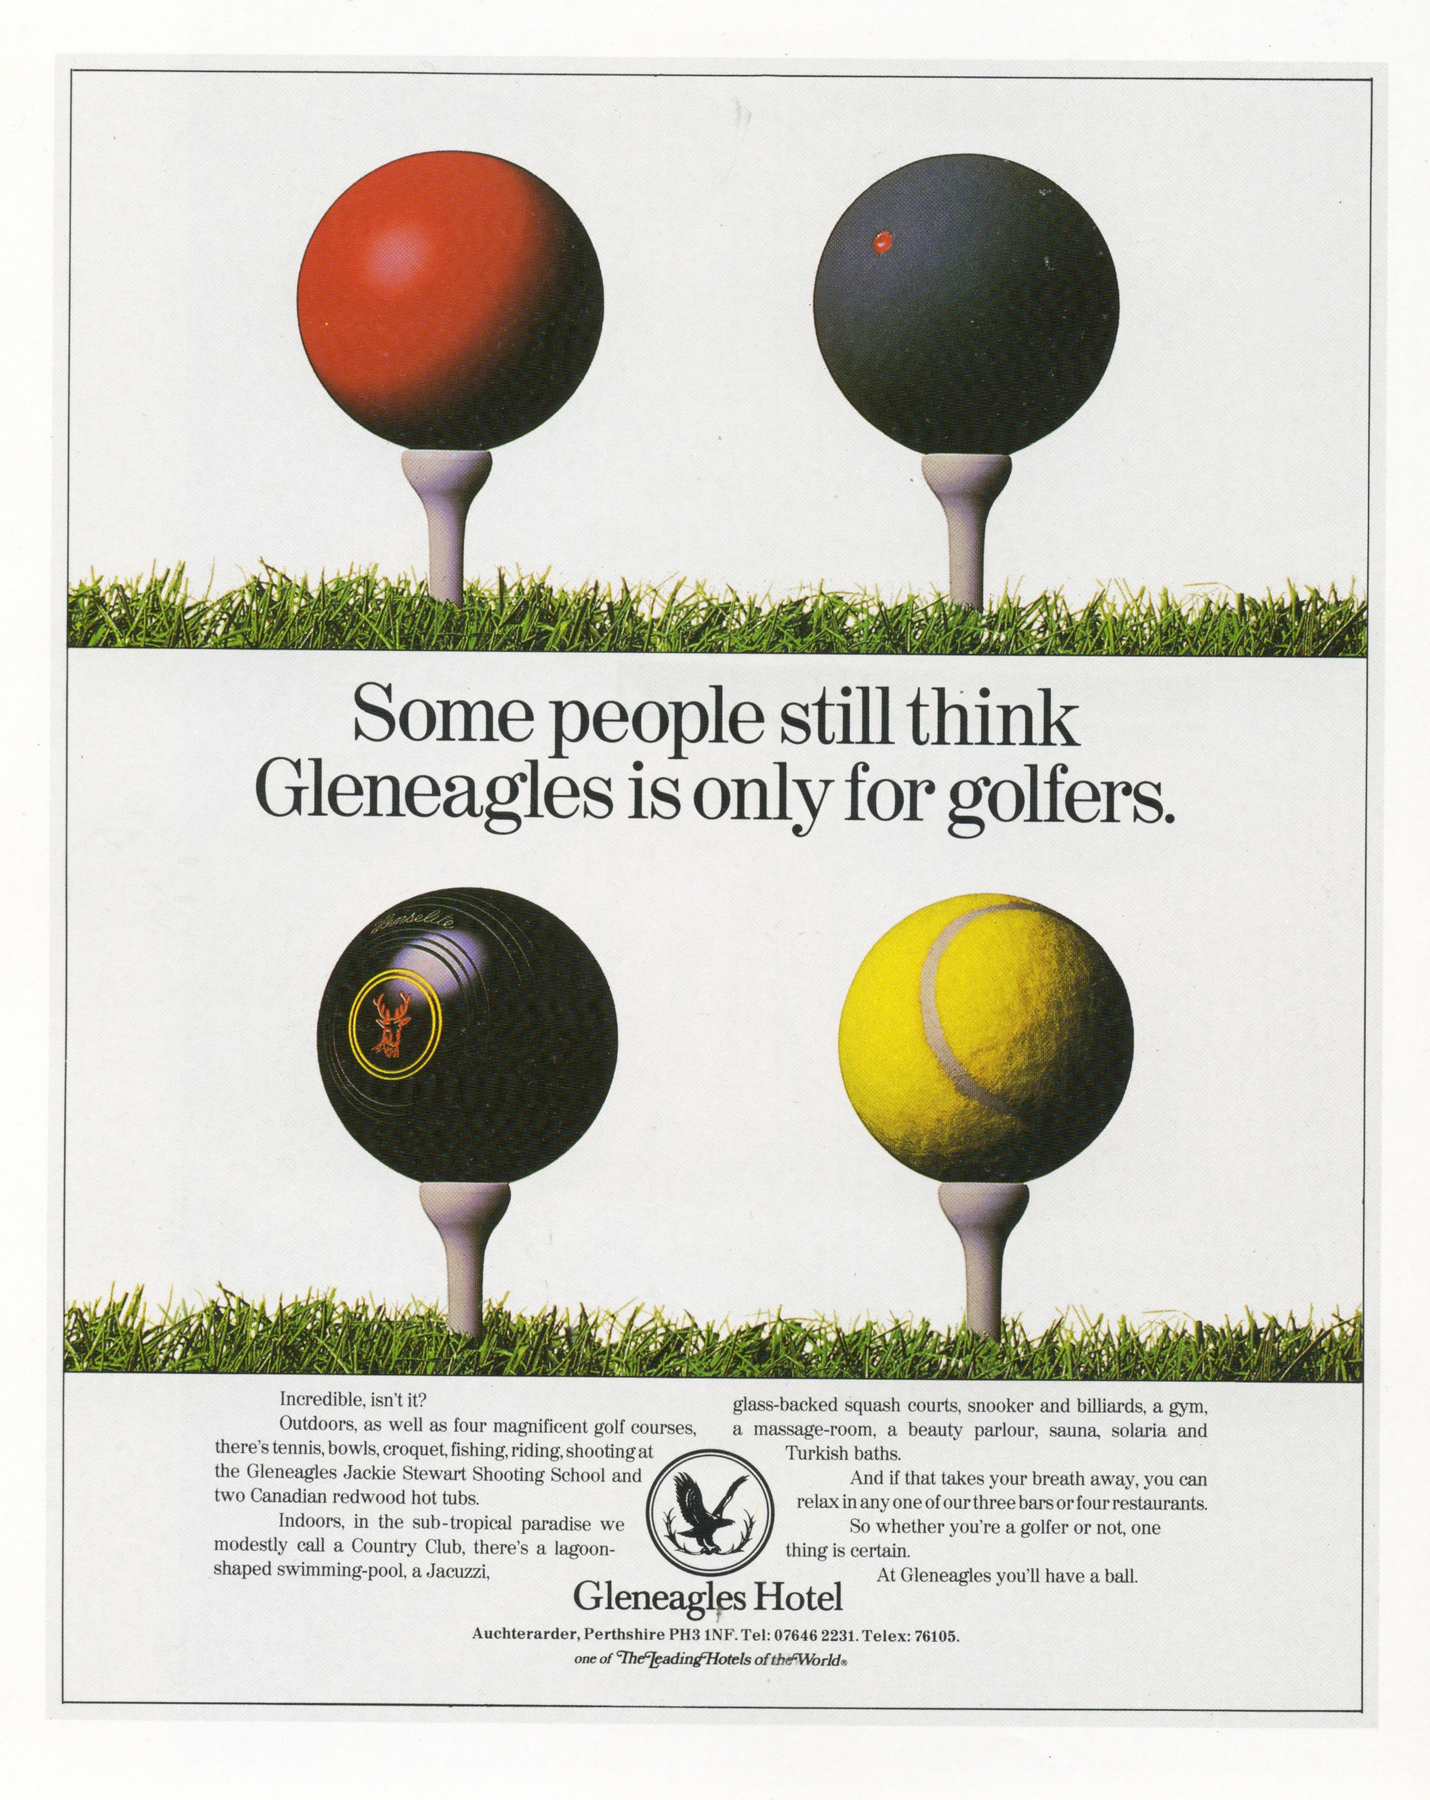 Some people still think
Gleneagles is only for golfers.
Henselite
Incredible, isn't it?
Outdoors, as well as four magnificent golf courses,
there's tennis, bowls, croquet, fishing, riding, shooting at
the Gleneagles Jackie Stewart Shooting School and
two Canadian redwood hot tubs.
Indoors, in the sub-tropical paradise we
modestly call a Country Club, there's a lagoon-
shaped swimming-pool, a Jacuzzi,
glass-backed squash courts, snooker and billiards, a gym,
a massage-room, a beauty parlour, sauna, solaria and
Turkish baths.
And if that takes your breath away, you can
relax in any one of our three bars or four restaurants.
So whether you're a golfer or not, one
thing is certain.
At Gleneagles you'll have a ball.
Gleneagles Hotel
Auchterarder, Perthshire PH3 1NF. Tel: 07646 2231. Telex: 76105.
one of The Leading Hotels of the World®